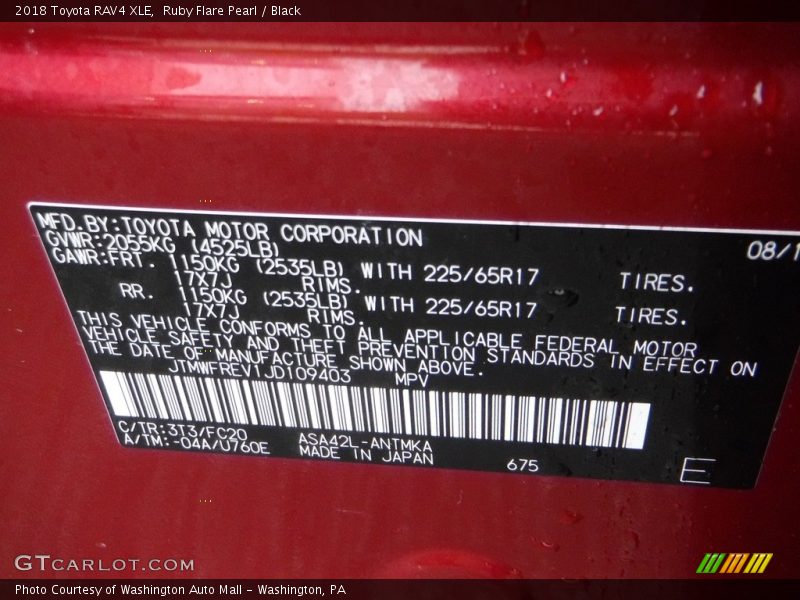 2018 Toyota RAV4 XLE, Ruby Flare Pearl / Black
MFD.BY:TOYOTA MOTOR CORPORATION 08/1
GVWR:2055KG (4525LB)
GAWR:FRT. 1150KG (2535LB) WITH 225/65R17 TIRES.
17X7J RIMS.
RR. 1150KG (2535LB) WITH 225/65R17 TIRES.
17X7J RIMS.
THIS VEHICLE CONFORMS TO ALL APPLICABLE FEDERAL MOTOR
VEHICLE SAFETY AND THEFT PREVENTION STANDARDS IN EFFECT ON
THE DATE OF MANUFACTURE SHOWN ABOVE.
JTMWFREV1JD109403 MPV
C/TR:3T3/FC20 ASA42L-ANTMKA
A/TM:-04A/U760E MADE IN JAPAN
675 E
GTCARLOT.COM
Photo Courtesy of Washington Auto Mall - Washington, PA